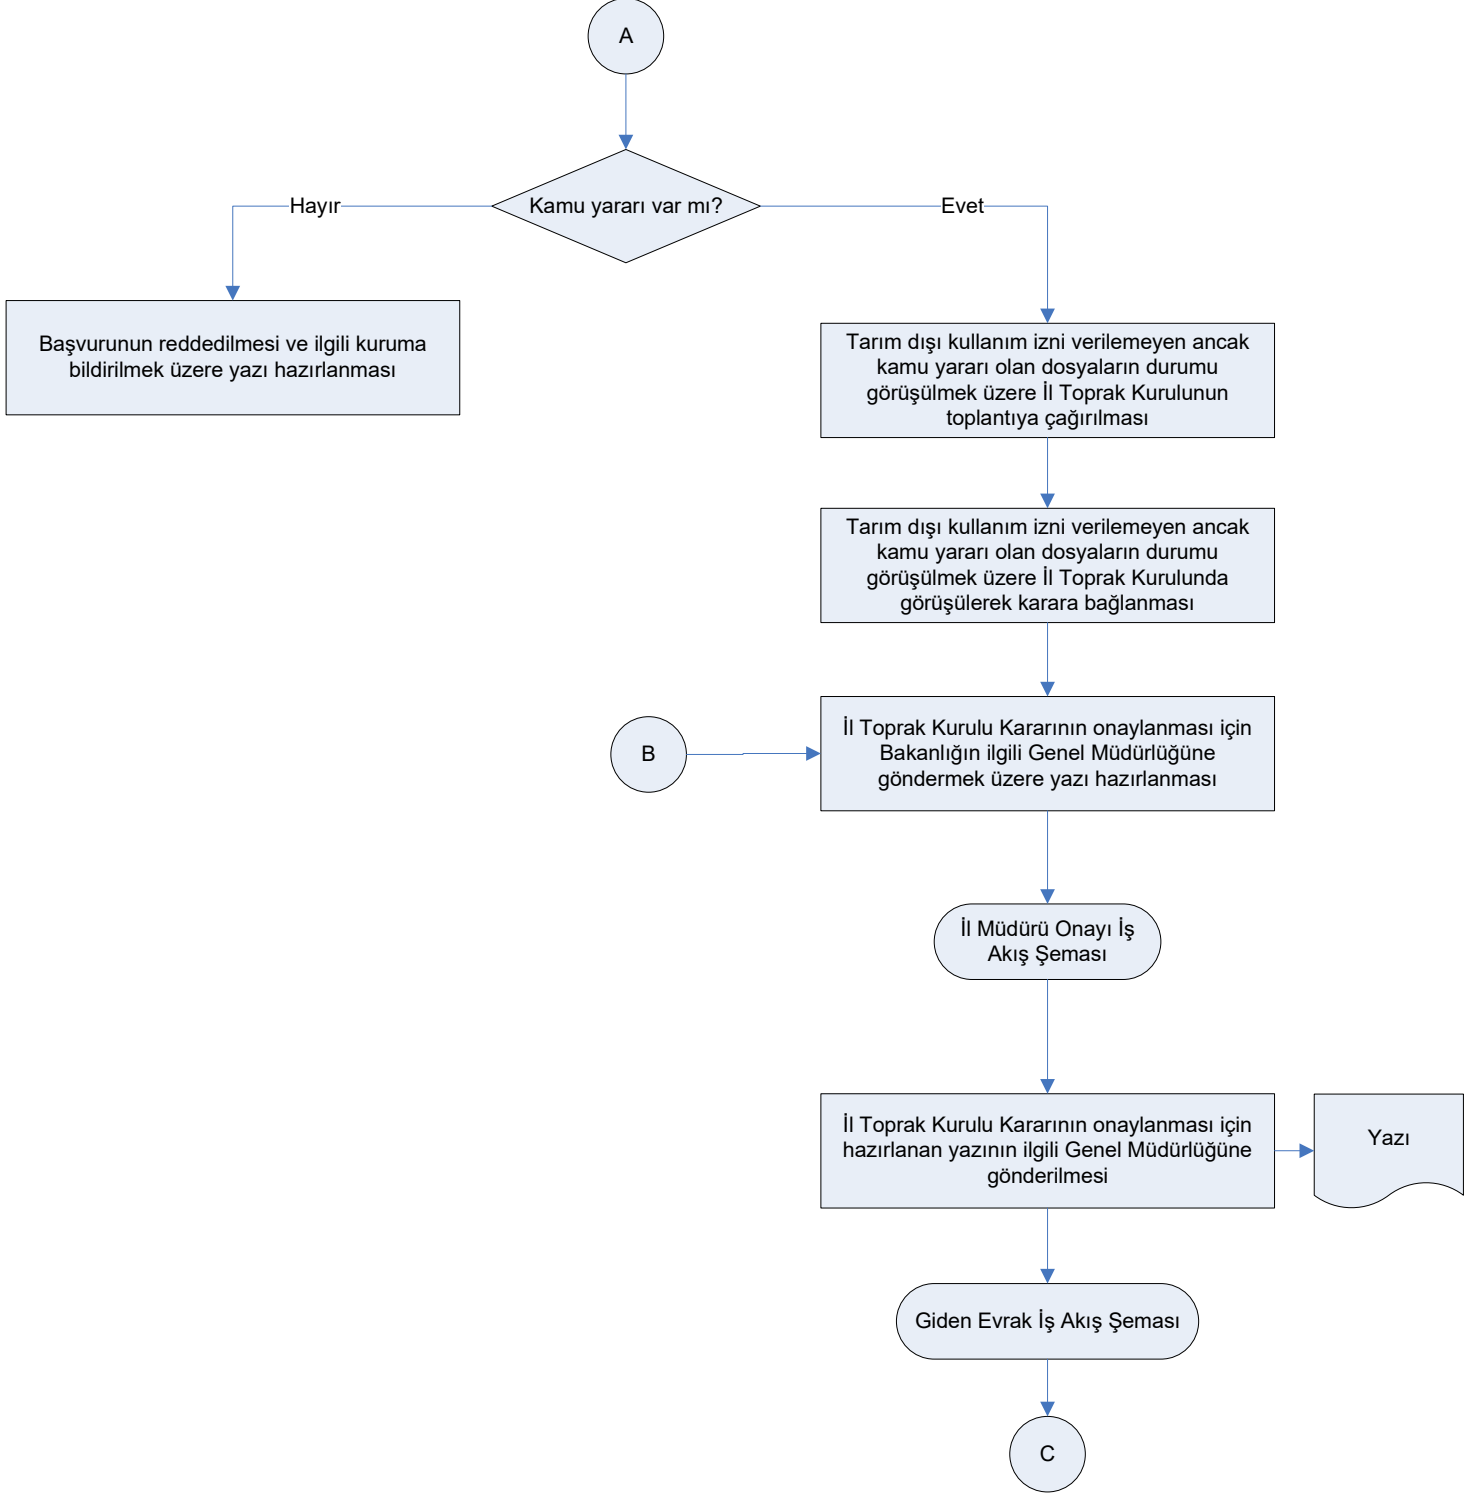 A
Kamu yararı var mı?
Hayır
Evet
Başvurunun reddedilmesi ve ilgili kuruma
bildirilmek üzere yazı hazırlanması
Tarım dışı kullanım izni verilemeyen ancak
kamu yararı olan dosyaların durumu
görüşülmek üzere İl Toprak Kurulunun
toplantıya çağırılması
Tarım dışı kullanım izni verilemeyen ancak
kamu yararı olan dosyaların durumu
görüşülmek üzere İl Toprak Kurulunda
görüşülerek karara bağlanması
B
İl Toprak Kurulu Kararının onaylanması için
Bakanlığın ilgili Genel Müdürlüğüne
göndermek üzere yazı hazırlanması
İl Müdürü Onayı İş
Akış Şeması
İl Toprak Kurulu Kararının onaylanması için
hazırlanan yazının ilgili Genel Müdürlüğüne
gönderilmesi
Yazı
Giden Evrak İş Akış Şeması
C